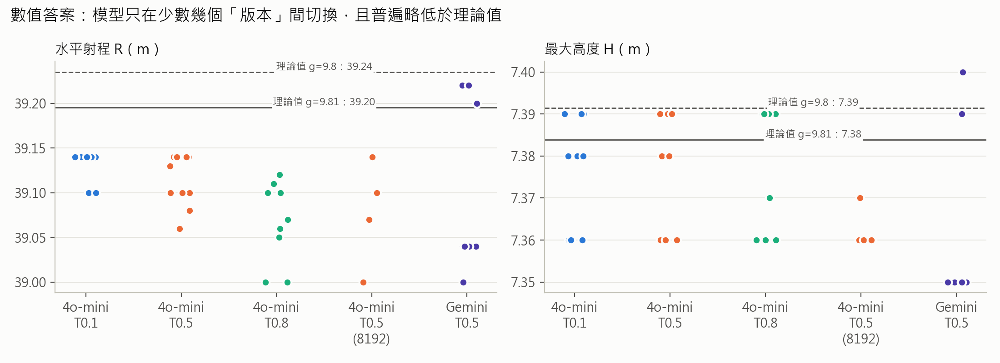 數值答案：模型只在少數幾個「版本」間切換，且普遍略低於理論值
水平射程 R（m）
理論值 g=9.8：39.24
理論值 g=9.81：39.20
39.20
39.15
39.10
39.05
39.00
4o-mini
T0.1
4o-mini
T0.5
4o-mini
T0.8
4o-mini
T0.5
(8192)
Gemini
T0.5
最大高度 H（m）
理論值 g=9.8：7.39
理論值 g=9.81：7.38
7.40
7.39
7.38
7.37
7.36
7.35
4o-mini
T0.1
4o-mini
T0.5
4o-mini
T0.8
4o-mini
T0.5
(8192)
Gemini
T0.5